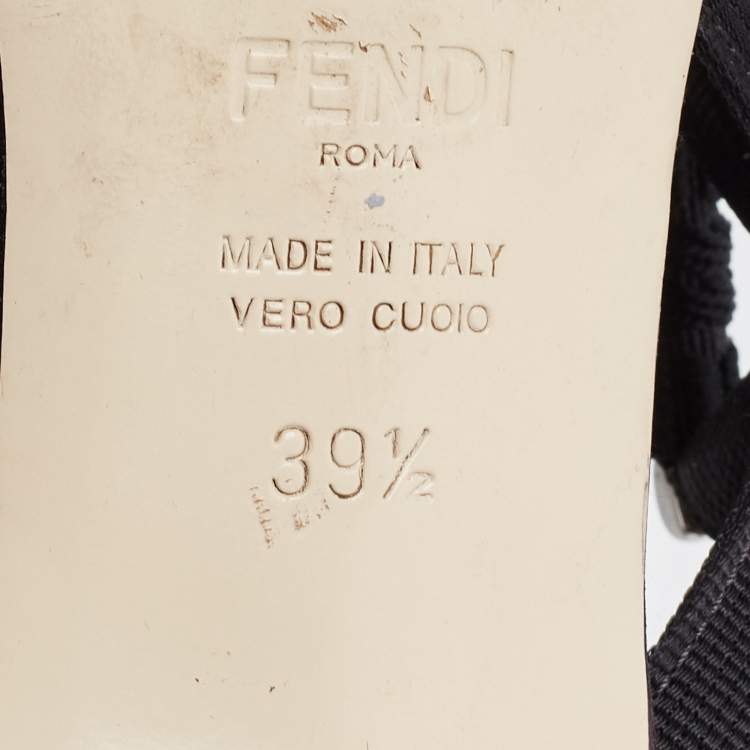 FENDI
ROMA
MADE IN ITALY
VERO CUOIO
39½